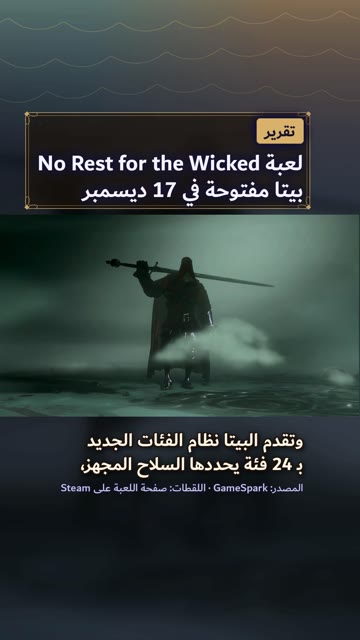 تقرير
لعبة No Rest for the Wicked
بيتا مفتوحة في 17 ديسمبر
وتقدم البيتا نظام الفئات الجديد
بـ 24 فئة يحددها السلاح المجهز،
المصدر: GameSpark · اللقطات: صفحة اللعبة على Steam